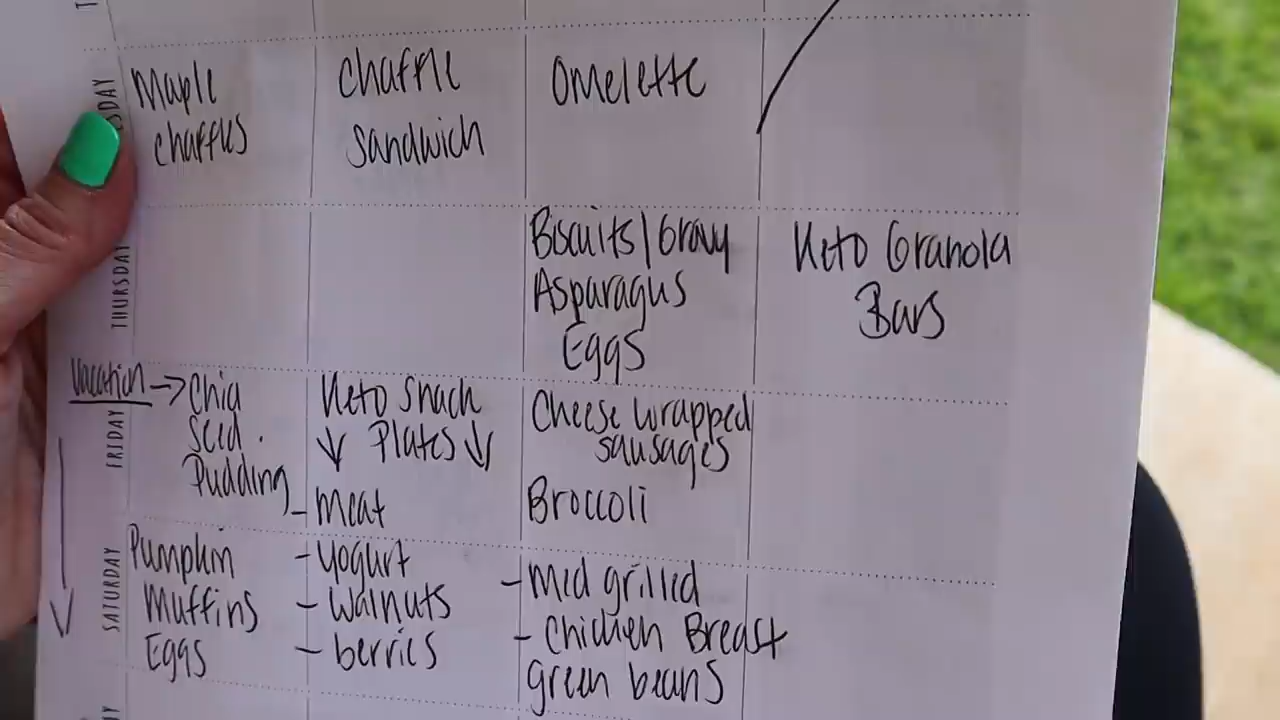 Maple
chaffles
Chaffle
Sandwich
Omelette
THURSDAY
Biscuits/Gravy
Asparagus
Eggs
Keto Granola
Bars
Vacation →
FRIDAY
Chia
Seed
Pudding
Keto Snack
↓ Plates ↓
- Meat
Cheese wrapped
sausages
Broccoli
SATURDAY
Pumpkin
Muffins
Eggs
- Yogurt
- Walnuts
- berries
- Med grilled
- Chicken Breast
green beans